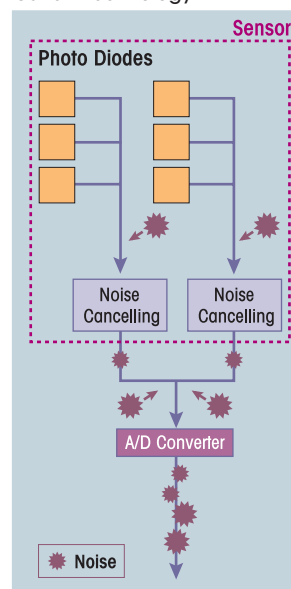 Sensor
Photo Diodes
Noise
Cancelling
Noise
Cancelling
A/D Converter
Noise